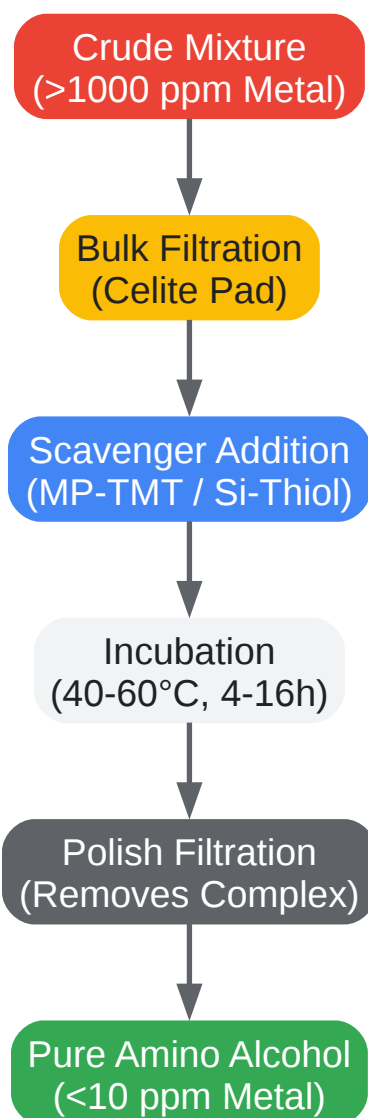 Crude Mixture
(>1000 ppm Metal)
Bulk Filtration
(Celite Pad)
Scavenger Addition
(MP-TMT / Si-Thiol)
Incubation
(40-60°C, 4-16h)
Polish Filtration
(Removes Complex)
Pure Amino Alcohol
(<10 ppm Metal)